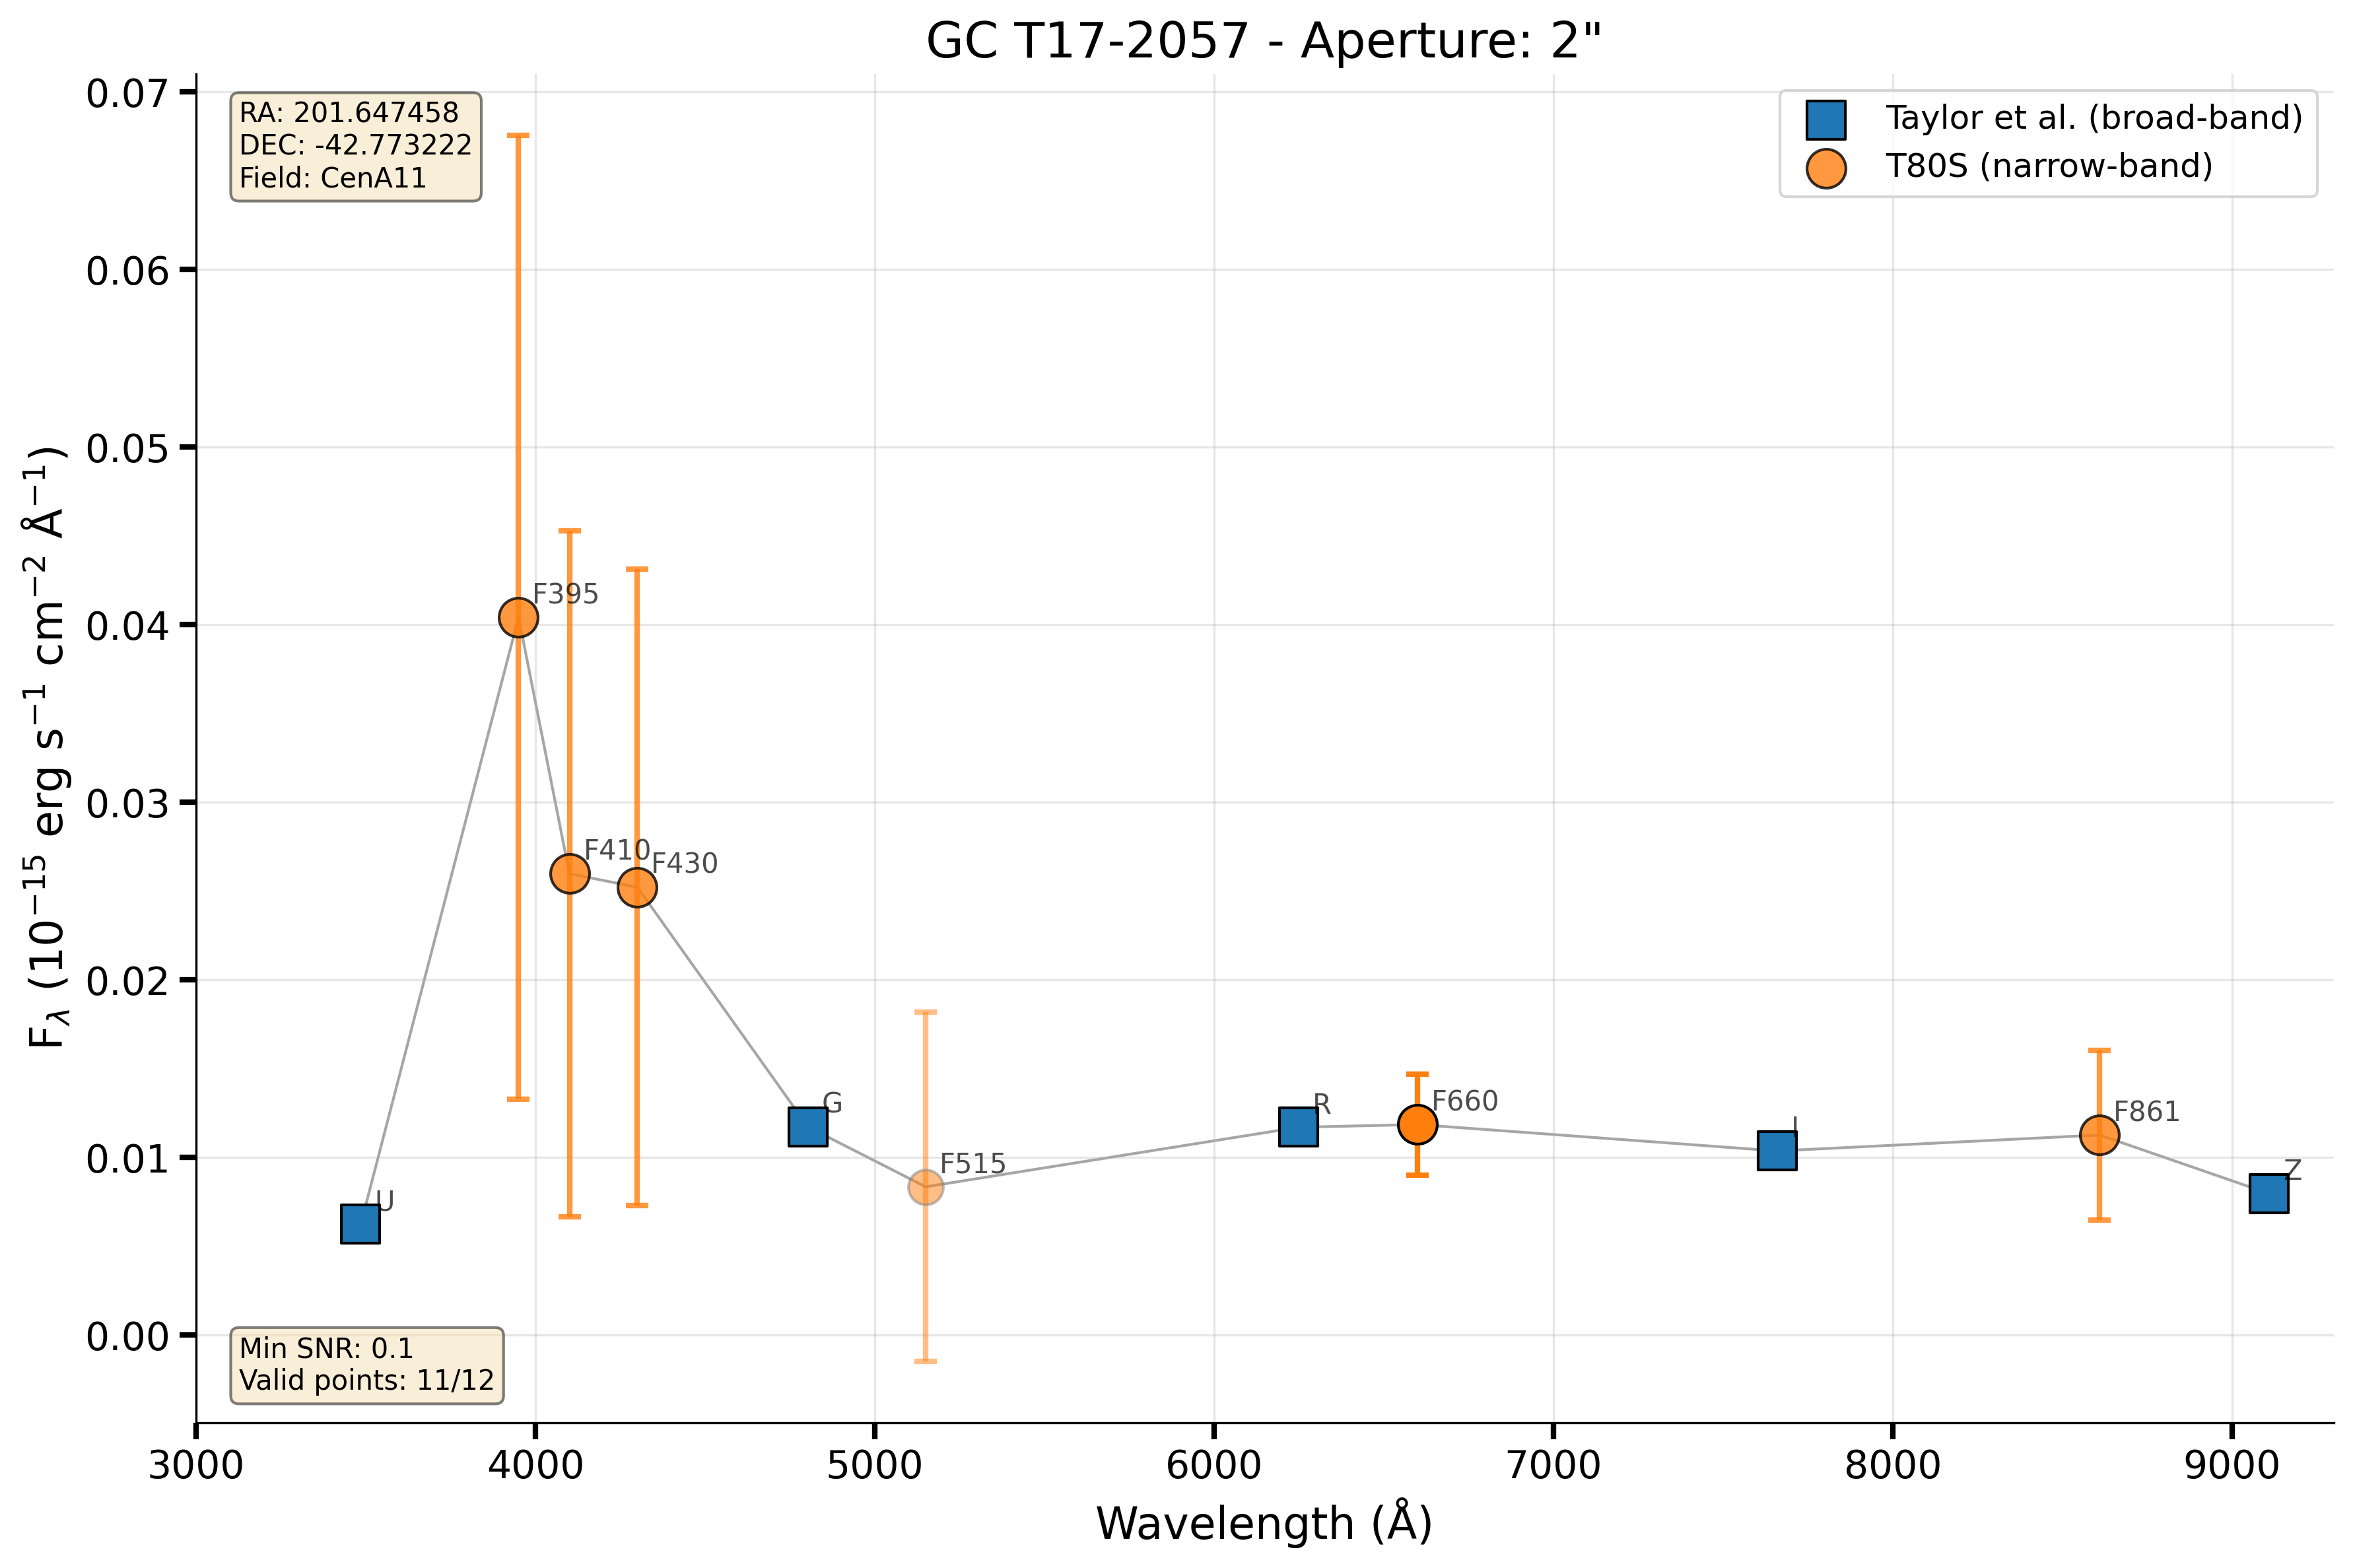 GC T17-2057 - Aperture: 2"
RA: 201.647458
DEC: -42.773222
Field: CenA11
Taylor et al. (broad-band)
T80S (narrow-band)
F$_{λ}$ (10$^{−15}$ erg s$^{−1}$ cm$^{−2}$ Å$^{−1}$)
0.07
0.06
0.05
0.04
0.03
0.02
0.01
0.00
U
F395
F410
F430
G
F515
R
F660
I
F861
Z
Min SNR: 0.1
Valid points: 11/12
3000 4000 5000 6000 7000 8000 9000
Wavelength (Å)